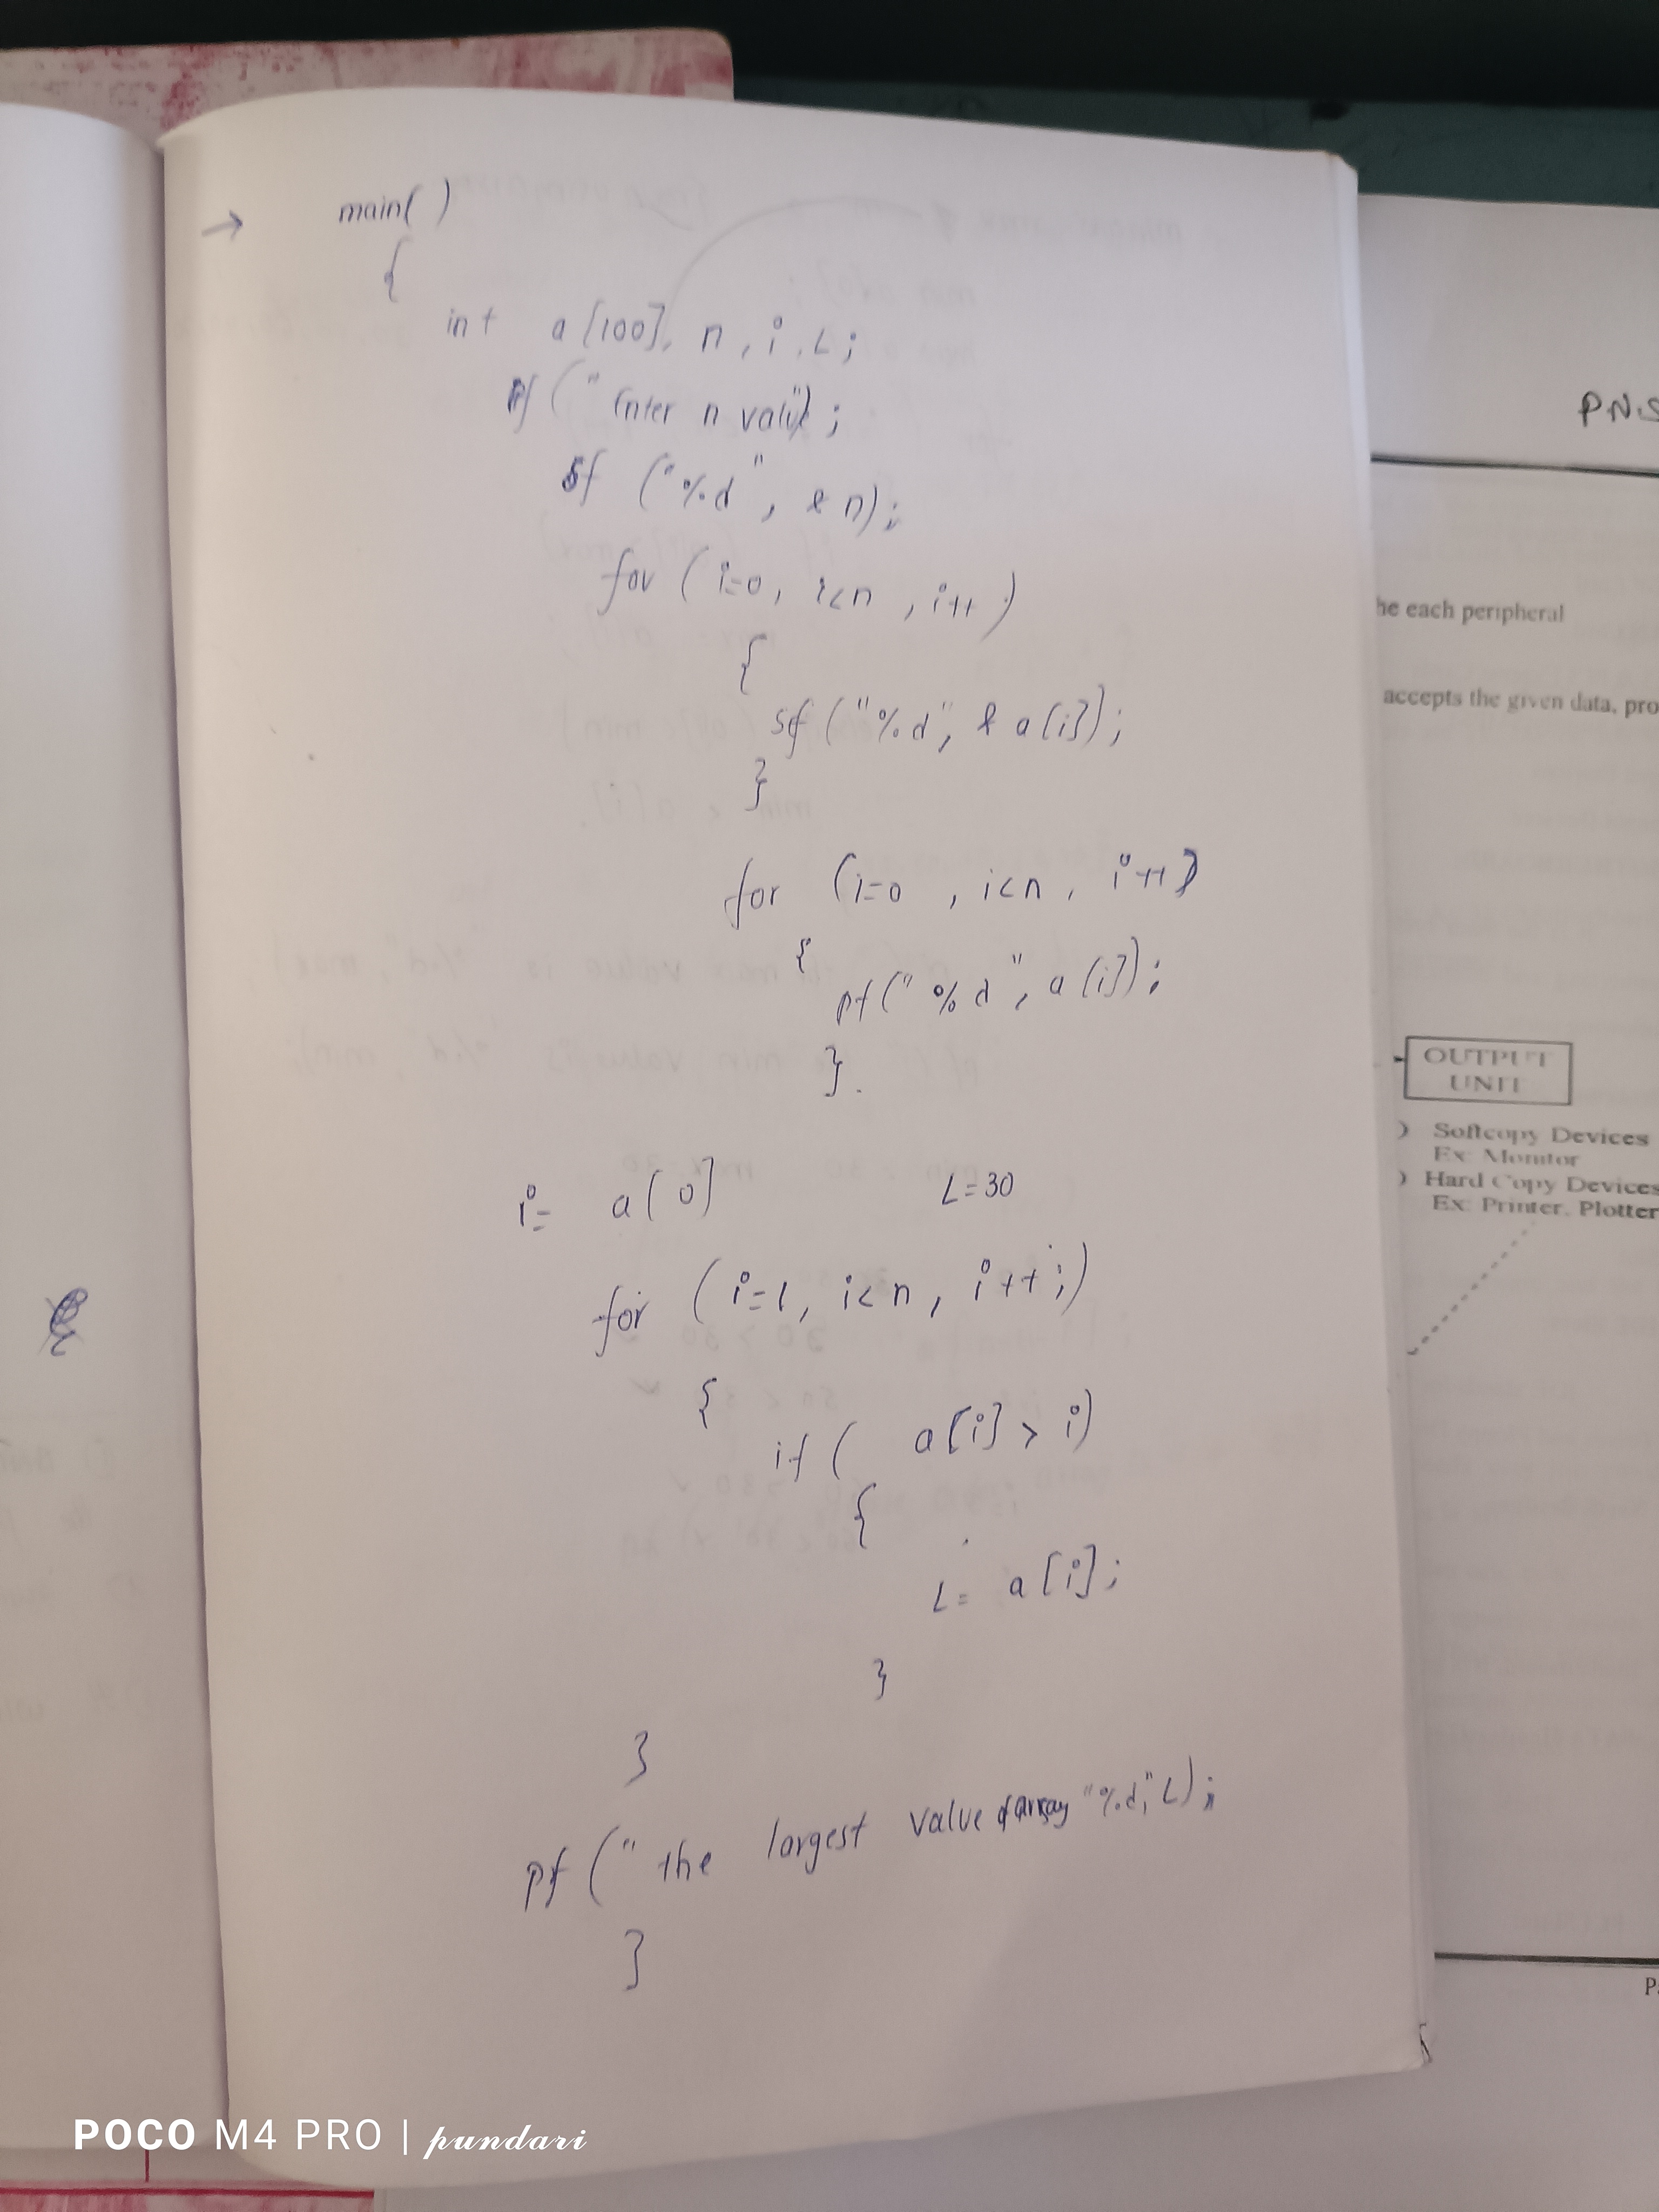 → main( )
{
int a[100], n, i, L;
pf (" Enter n value");
sf ("%d", & n);
for (i=0, i<n, i++)
{
sf ("%d", & a[i]);
}
for (i=0, i<n, i++)
{
pf (" %d", a[i]);
}.
i= a[0] L=30
for (i=1, i<n, i++;)
{
if ( a[i] > i)
{
L= a[i];
}
}
pf (" the largest value of array "%d," L);
}
PN.S
he each peripheral
accepts the given data, pro
OUTPUT
UNIT
) Softcopy Devices
Ex: Monitor
) Hard Copy Devices
Ex: Printer, Plotter
POCO M4 PRO | pundari